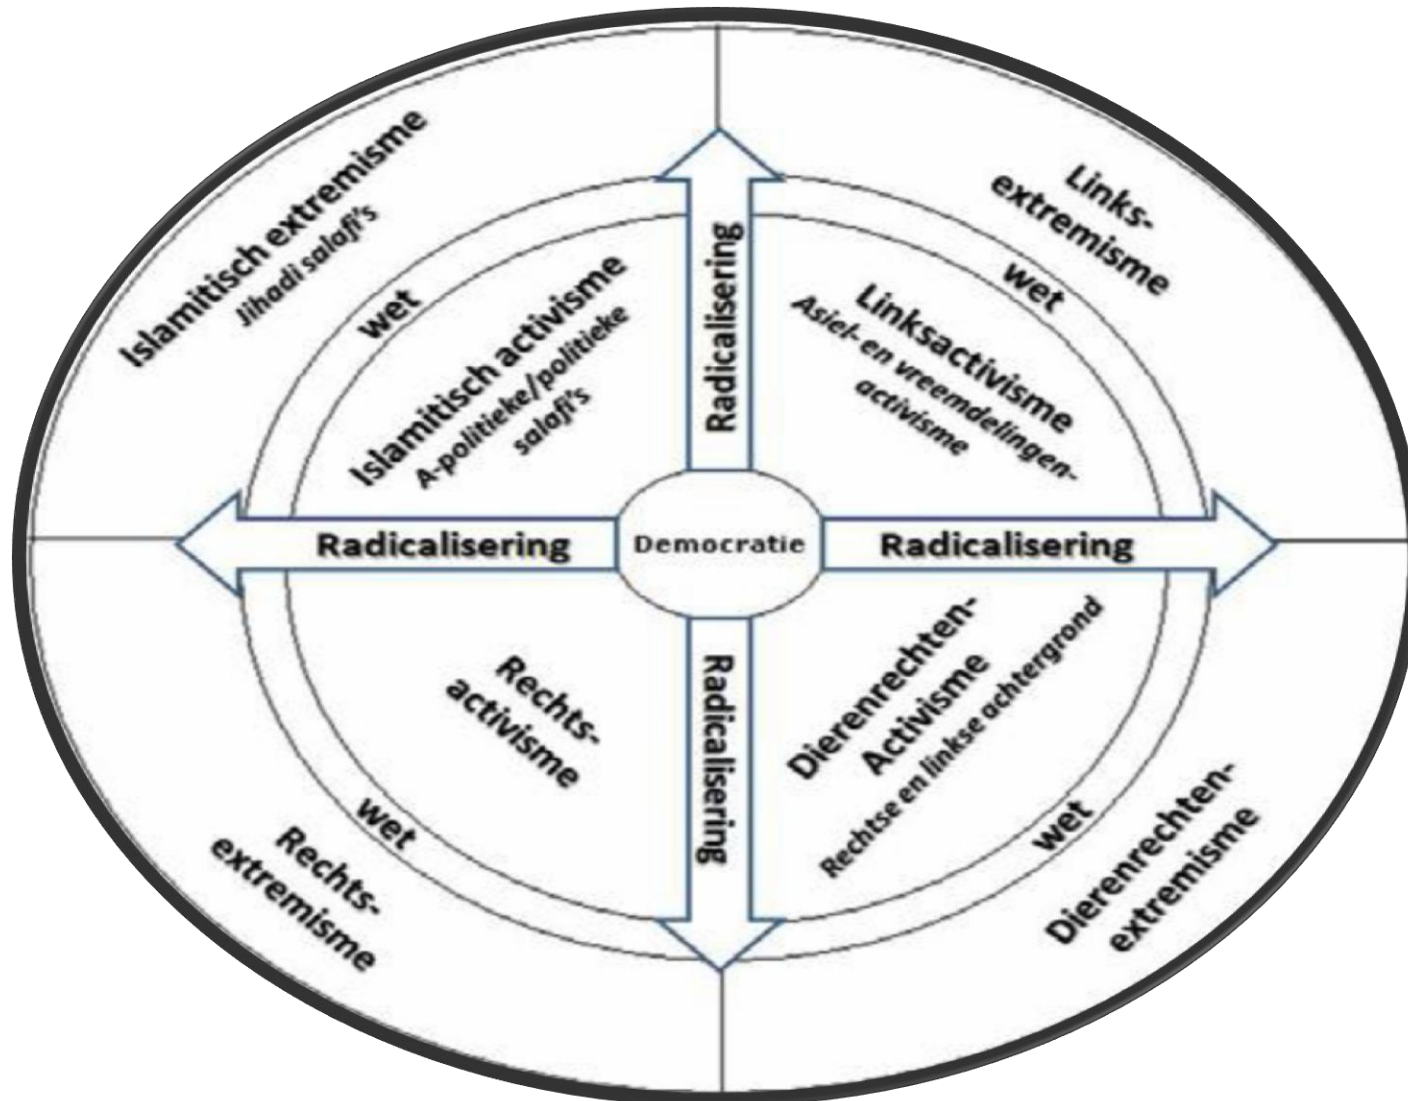 Islamitisch extremisme
Jihadi salafi's
wet
Islamitisch activisme
A-politieke/politieke
salafi's
Radicalisering
Links-
extremisme
wet
Linksactivisme
Asiel- en vreemdelingen-
activisme
Radicalisering
Democratie
Radicalisering
Rechts-
activisme
wet
Rechts-
extremisme
Radicalisering
Dierenrechten-
Activisme
Rechtse en linkse achtergrond
wet
Dierenrechten-
extremisme